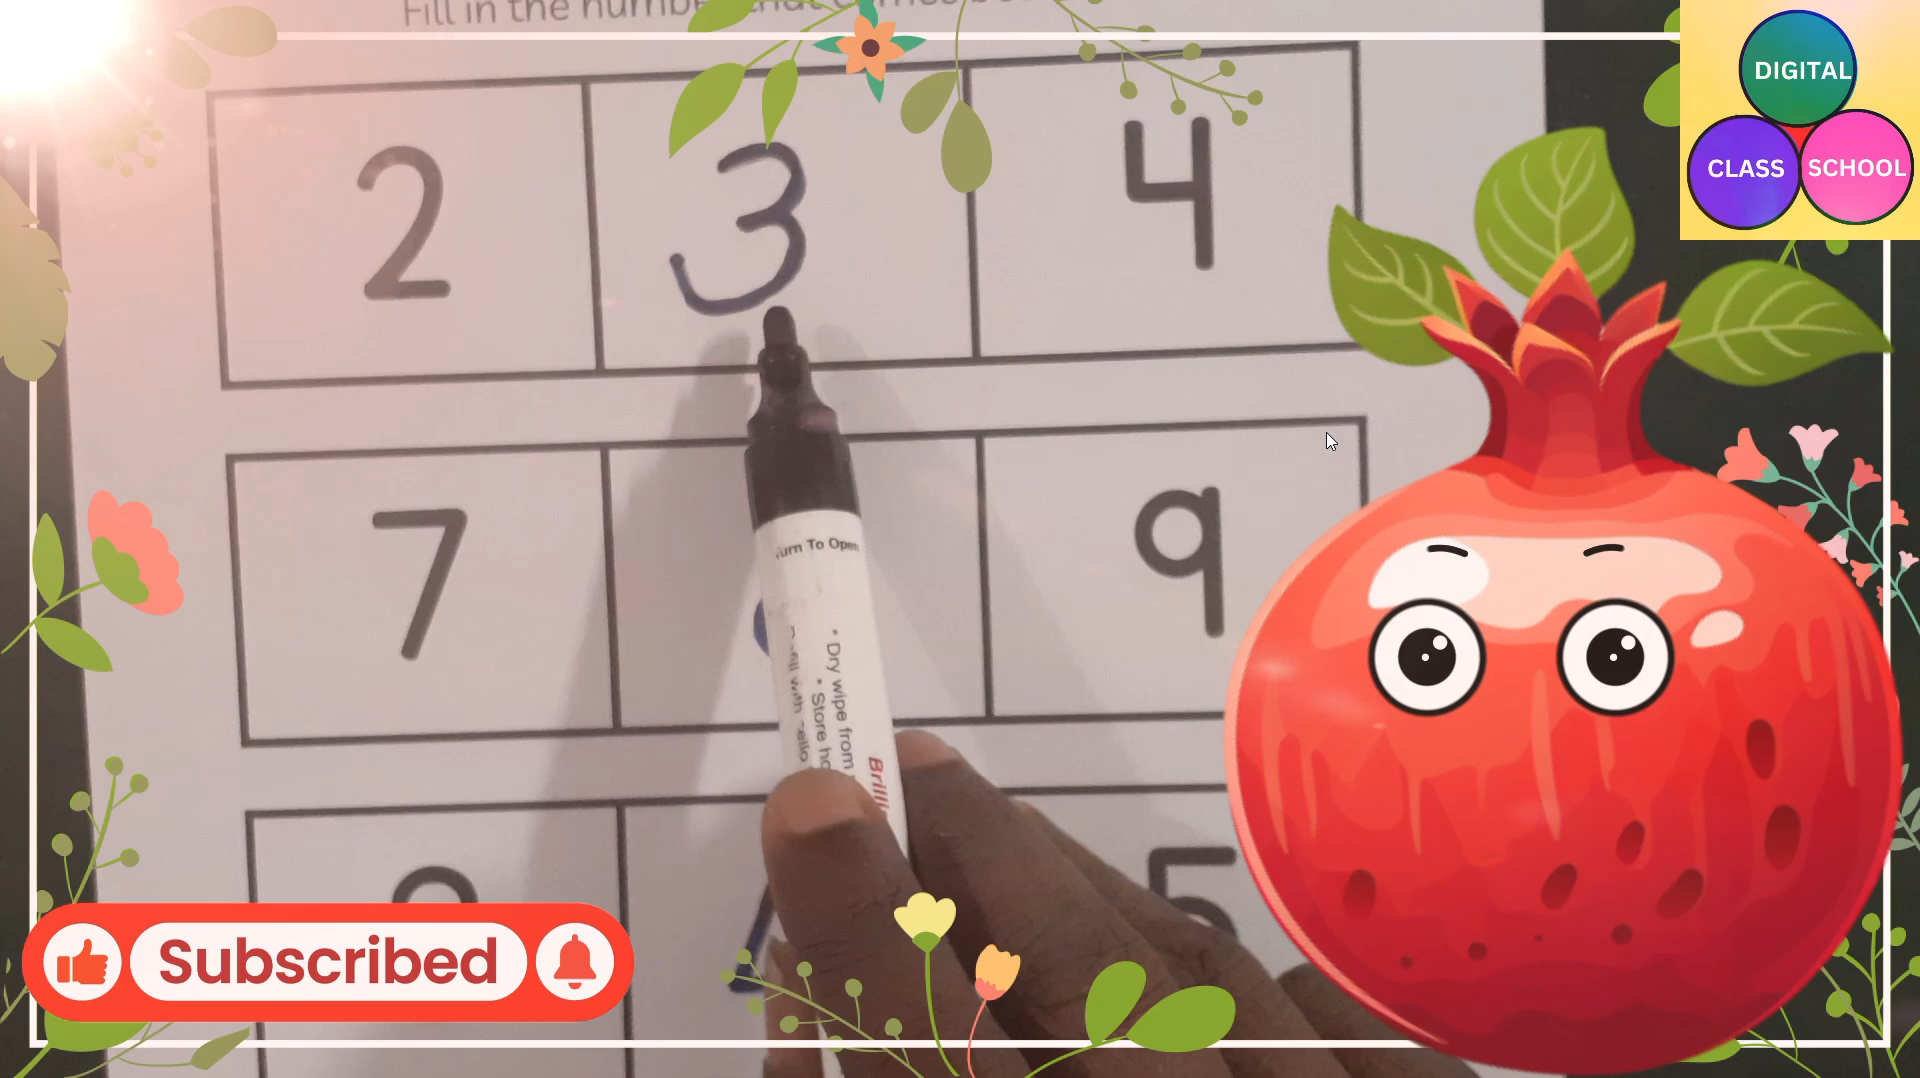 Fill in the
DIGITAL
CLASS SCHOOL
2 3 4
7 9
Turn To Open
• Dry wipe from
• Store
5
Subscribed